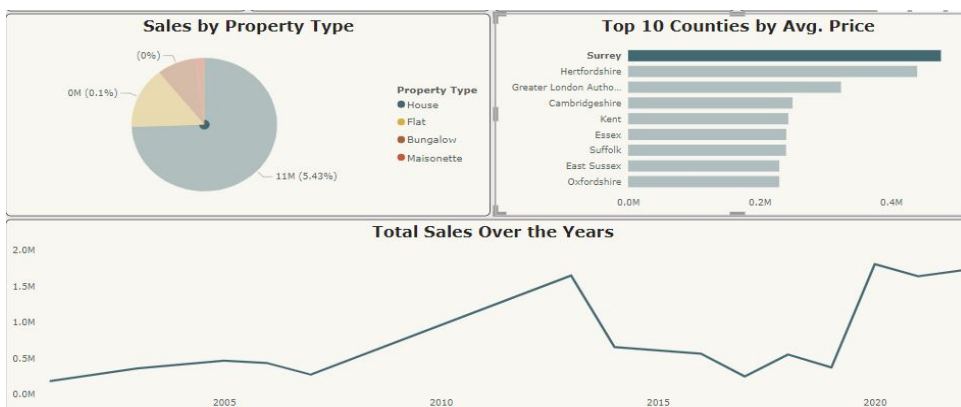 Sales by Property Type
(0%)
0M (0.1%)
11M (5.43%)
Property Type
House
Flat
Bungalow
Maisonette
Top 10 Counties by Avg. Price
Surrey
Hertfordshire
Greater London Autho...
Cambridgeshire
Kent
Essex
Suffolk
East Sussex
Oxfordshire
0.0M 0.2M 0.4M
Total Sales Over the Years
2.0M
1.5M
1.0M
0.5M
0.0M
2005 2010 2015 2020